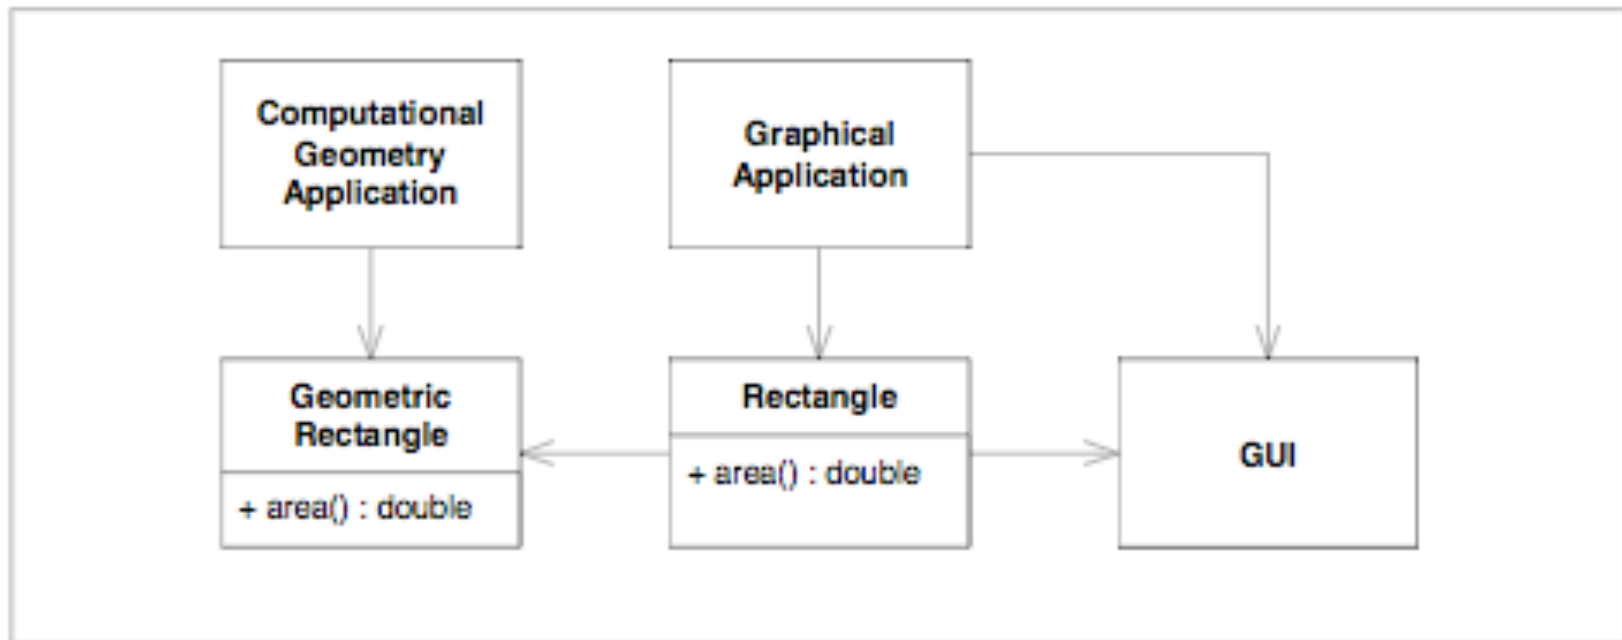 Computational
Geometry
Application
Graphical
Application
Geometric
Rectangle
+ area() : double
Rectangle
+ area() : double
GUI